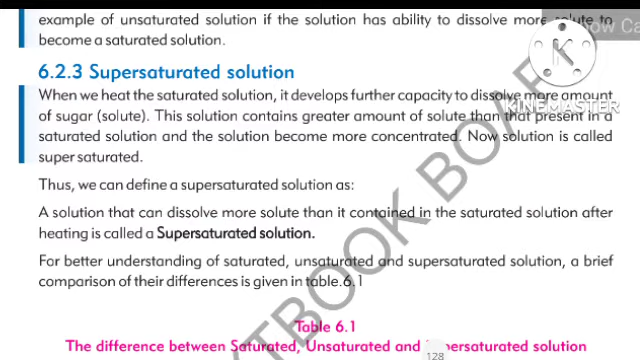 example of unsaturated solution if the solution has ability to dissolve more solute to
become a saturated solution.
6.2.3 Supersaturated solution
When we heat the saturated solution, it develops further capacity to dissolve more amount
of sugar (solute). This solution contains greater amount of solute than that present in a
saturated solution and the solution become more concentrated. Now solution is called
super saturated.
Thus, we can define a supersaturated solution as:
A solution that can dissolve more solute than it contained in the saturated solution after
heating is called a Supersaturated solution.
For better understanding of saturated, unsaturated and supersaturated solution, a brief
comparison of their differences is given in table.6.1
Table 6.1
The difference between Saturated, Unsaturated and Supersaturated solution
128
KINEMASTER
TEXTBOOK BOARD